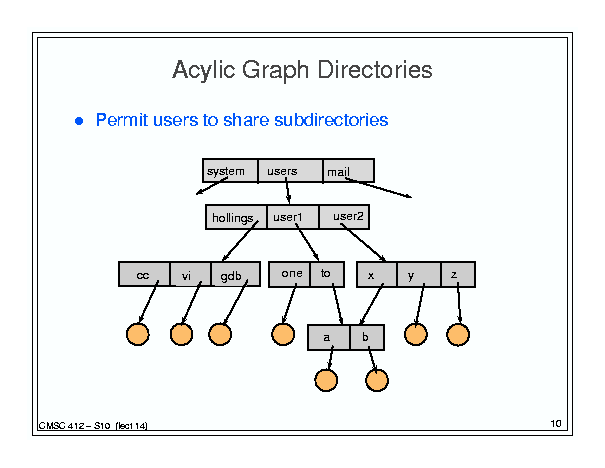 Acylic Graph Directories
● Permit users to share subdirectories
system users mail
hollings user1 user2
cc vi gdb one to x y z
a b
CMSC 412 – S10 (lect 14) 10